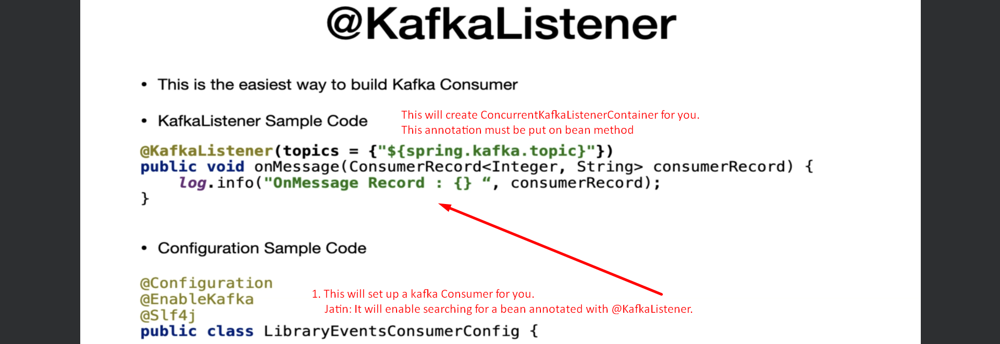 @KafkaListener
• This is the easiest way to build Kafka Consumer
• KafkaListener Sample Code
This will create ConcurrentKafkaListenerContainer for you.
This annotation must be put on bean method
@KafkaListener(topics = {"${spring.kafka.topic}"})
public void onMessage(ConsumerRecord<Integer, String> consumerRecord) {
log.info("OnMessage Record : {} “, consumerRecord);
}
• Configuration Sample Code
@Configuration
1. This will set up a kafka Consumer for you.
@EnableKafka
Jatin: It will enable searching for a bean annotated with @KafkaListener.
@Slf4j
public class LibraryEventsConsumerConfig {